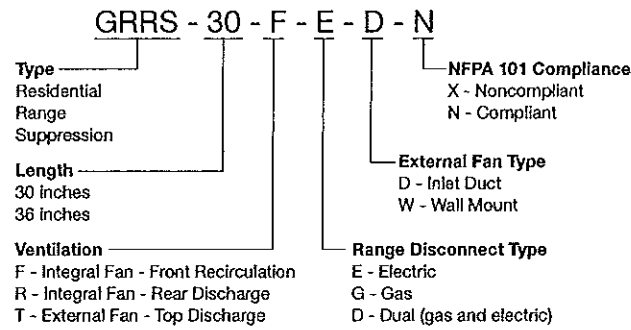 GRRS - 30 - F - E - D - N
Type
Residential
Range
Suppression
Length
30 inches
36 inches
Ventilation
F - Integral Fan - Front Recirculation
R - Integral Fan - Rear Discharge
T - External Fan - Top Discharge
NFPA 101 Compliance
X - Noncompliant
N - Compliant
External Fan Type
D - Inlet Duct
W - Wall Mount
Range Disconnect Type
E - Electric
G - Gas
D - Dual (gas and electric)